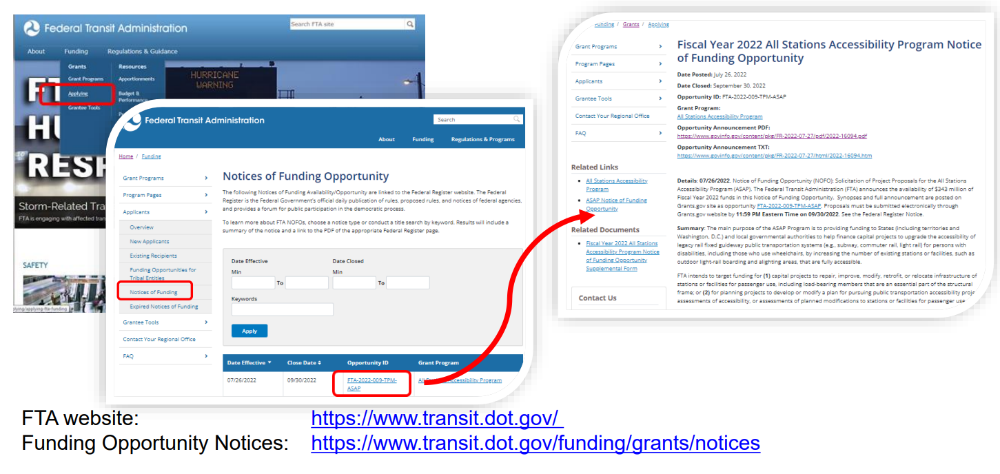 Federal Transit Administration
Search FTA site
About Funding Regulations & Guidance
Grants Resources
Grant Programs Apportionments
Applying Budget &
Performance
Grantee Tools
HURRICANE
WARNING
RESP
Storm-Related Tra
FTA is engaging with affected tran
SAFETY
Federal Transit Administration
Search
About Funding Regulations & Programs
Home / Funding
Grant Programs
Program Pages
Applicants
Overview
New Applicants
Existing Recipients
Funding Opportunities for
Tribal Entities
Notices of Funding
Expired Notices of Funding
Grantee Tools
Contact Your Regional Office
FAQ
Notices of Funding Opportunity
The following Notices of Funding Availability/Opportunity are linked to the Federal Register website. The Federal
Register is the Federal Government's official daily publication of rules, proposed rules, and notices of federal agencies,
and provides a forum for public participation in the democratic process.
To learn more about FTA NOFOs, choose a notice type or conduct a title search by keyword. Results will include a
summary of the notice and a link to the PDF of the appropriate Federal Register page.
Date Effective Date Closed
Min Min
To To
Keywords
Apply
Date Effective Close Date Opportunity ID Grant Program
07/26/2022 09/30/2022 FTA-2022-009-TPM- Accessibility Program
ASAP
Funding / Grants / Applying
Grant Programs
Program Pages
Applicants
Grantee Tools
Contact Your Regional Office
FAQ
Related Links
All Stations Accessibility
Program
ASAP Notice of Funding
Opportunity
Related Documents
Fiscal Year 2022 All Stations
Accessibility Program Notice
of Funding Opportunity
Supplemental Form
Contact Us
Fiscal Year 2022 All Stations Accessibility Program Notice
of Funding Opportunity
Date Posted: July 26, 2022
Date Closed: September 30, 2022
Opportunity ID: FTA-2022-009-TPM-ASAP
Grant Program:
All Stations Accessibility Program
Opportunity Announcement PDF:
https://www.govinfo.gov/content/pkg/FR-2022-07-27/pdf/2022-16094.pdf
Opportunity Announcement TXT:
https://www.govinfo.gov/content/pkg/FR-2022-07-27/html/2022-16094.htm
Details: 07/26/2022. Notice of Funding Opportunity (NOFO): Solicitation of Project Proposals for the All Stations
Accessibility Program (ASAP). The Federal Transit Administration (FTA) announces the availability of $343 million of
Fiscal Year 2022 funds in this Notice of Funding Opportunity. Synopses and full announcement are posted on
Grants.gov site as opportunity FTA-2022-009-TPM-ASAP. Proposals must be submitted electronically through
Grants.gov website by 11:59 PM Eastern Time on 09/30/2022. See the Federal Register Notice.
Summary: The main purpose of the ASAP Program is to providing funding to States (including territories and
Washington, D.C.) and local governmental authorities to help finance capital projects to upgrade the accessibility of
legacy rail fixed guideway public transportation systems (e.g., subway, commuter rail, light rail) for persons with
disabilities, including those who use wheelchairs, by increasing the number of existing stations or facilities, such as
outdoor light-rail boarding and alighting areas, that are fully accessible.
FTA intends to target funding for (1) capital projects to repair, improve, modify, retrofit, or relocate infrastructure of
stations or facilities for passenger use, including load-bearing members that are an essential part of the structural
frame; or (2) for planning projects to develop or modify a plan for pursuing public transportation accessibility proje
assessments of accessibility, or assessments of planned modifications to stations or facilities for passenger use
FTA website: https://www.transit.dot.gov/
Funding Opportunity Notices: https://www.transit.dot.gov/funding/grants/notices